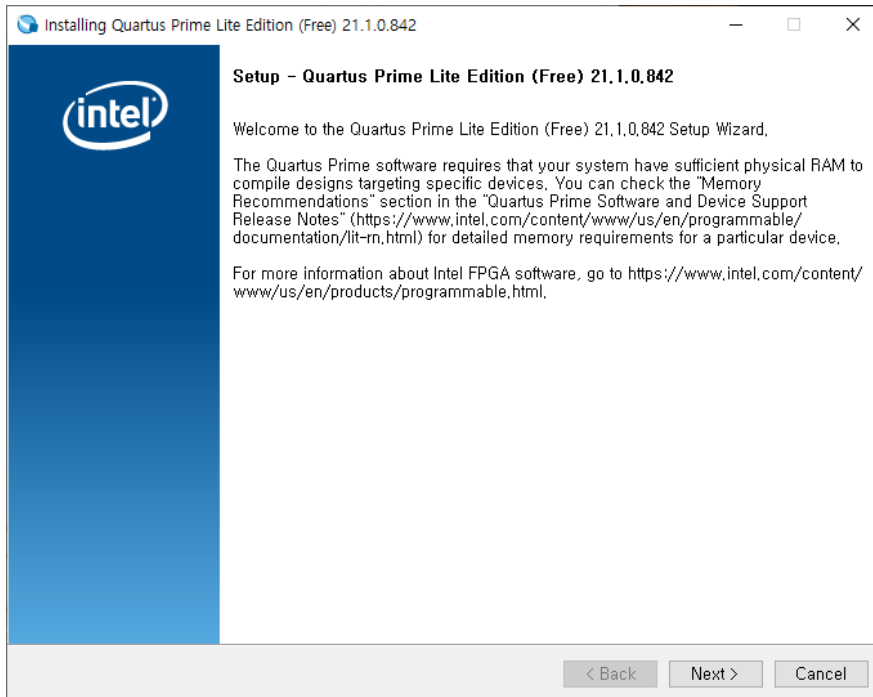 Installing Quartus Prime Lite Edition (Free) 21.1.0.842
intel
Setup - Quartus Prime Lite Edition (Free) 21.1.0.842
Welcome to the Quartus Prime Lite Edition (Free) 21.1.0.842 Setup Wizard.
The Quartus Prime software requires that your system have sufficient physical RAM to
compile designs targeting specific devices. You can check the "Memory
Recommendations" section in the "Quartus Prime Software and Device Support
Release Notes" (https://www.intel.com/content/www/us/en/programmable/
documentation/lit-rn.html) for detailed memory requirements for a particular device.
For more information about Intel FPGA software, go to https://www.intel.com/content/
www/us/en/products/programmable.html.
< Back
Next >
Cancel